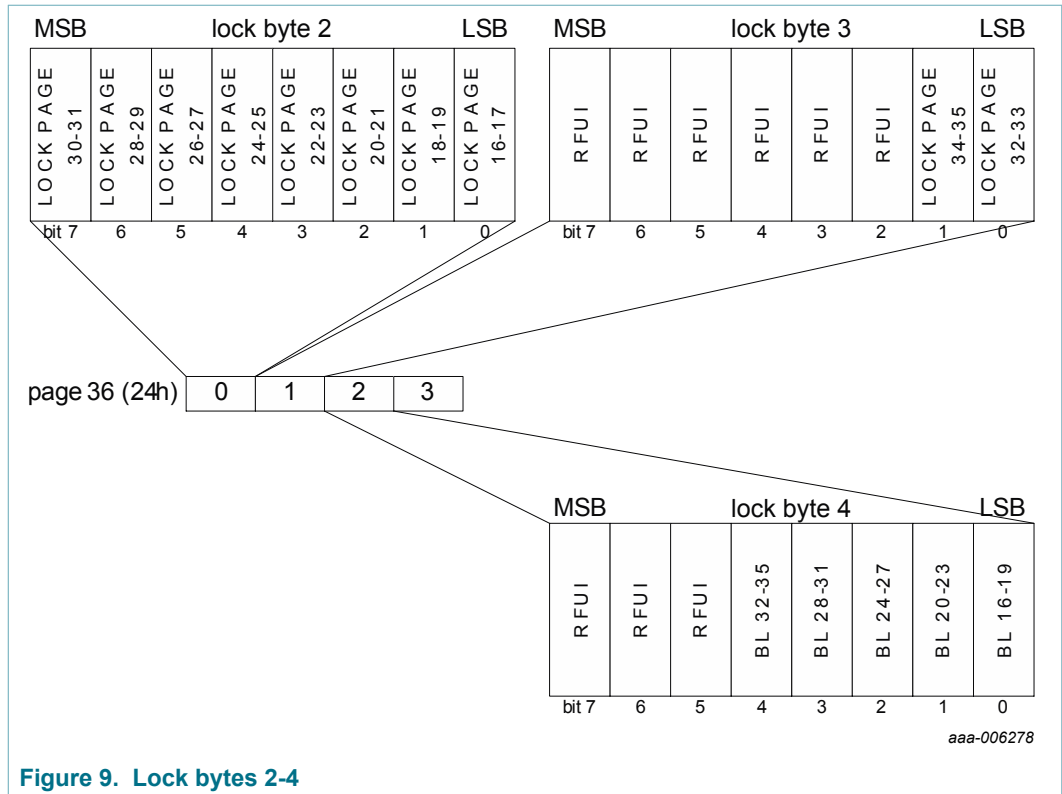 MSB lock byte 2 LSB
LOCK PAGE 30-31
LOCK PAGE 28-29
LOCK PAGE 26-27
LOCK PAGE 24-25
LOCK PAGE 22-23
LOCK PAGE 20-21
LOCK PAGE 18-19
LOCK PAGE 16-17
bit 7 6 5 4 3 2 1 0
MSB lock byte 3 LSB
RFUI
RFUI
RFUI
RFUI
RFUI
RFUI
LOCK PAGE 34-35
LOCK PAGE 32-33
bit 7 6 5 4 3 2 1 0
page 36 (24h) 0 1 2 3
MSB lock byte 4 LSB
RFUI
RFUI
RFUI
BL 32-35
BL 28-31
BL 24-27
BL 20-23
BL 16-19
bit 7 6 5 4 3 2 1 0
aaa-006278
Figure 9. Lock bytes 2-4